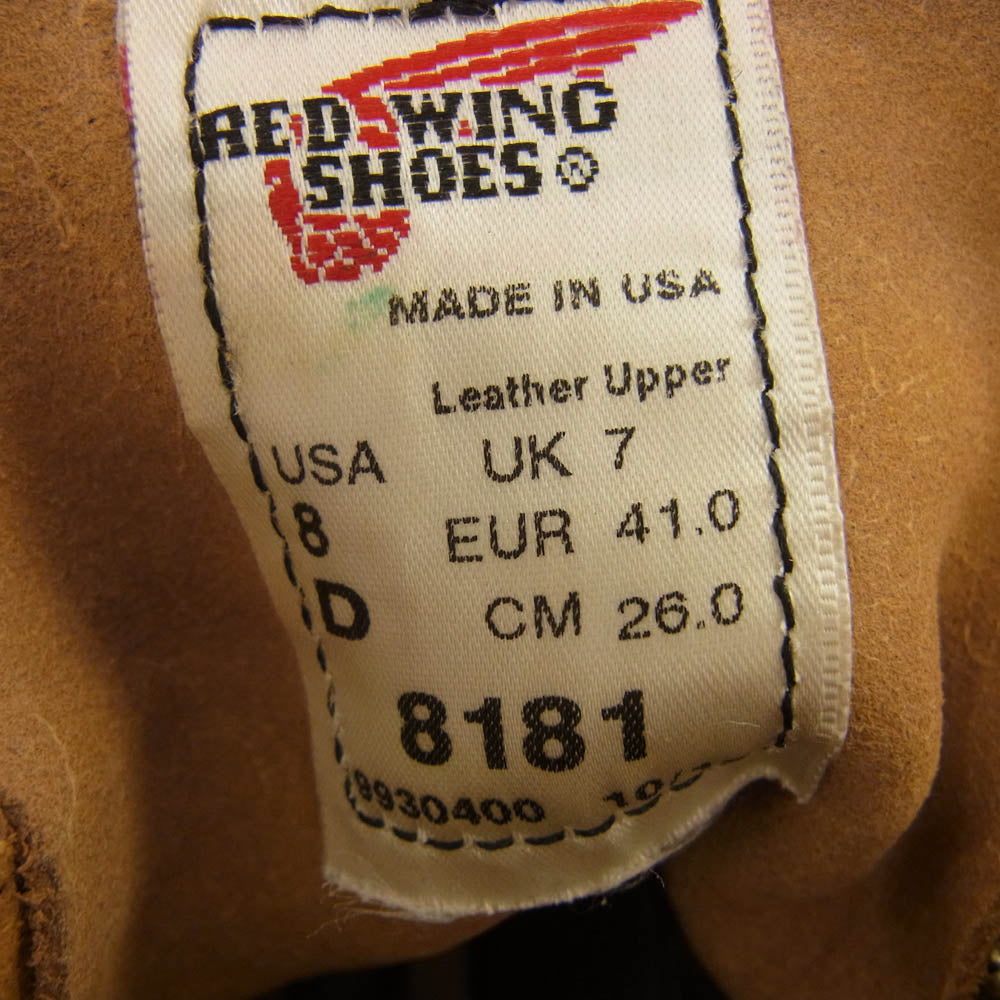 RED WING
SHOES ®
MADE IN USA
Leather Upper
USA UK 7
8 EUR 41.0
D CM 26.0
8181
9930400